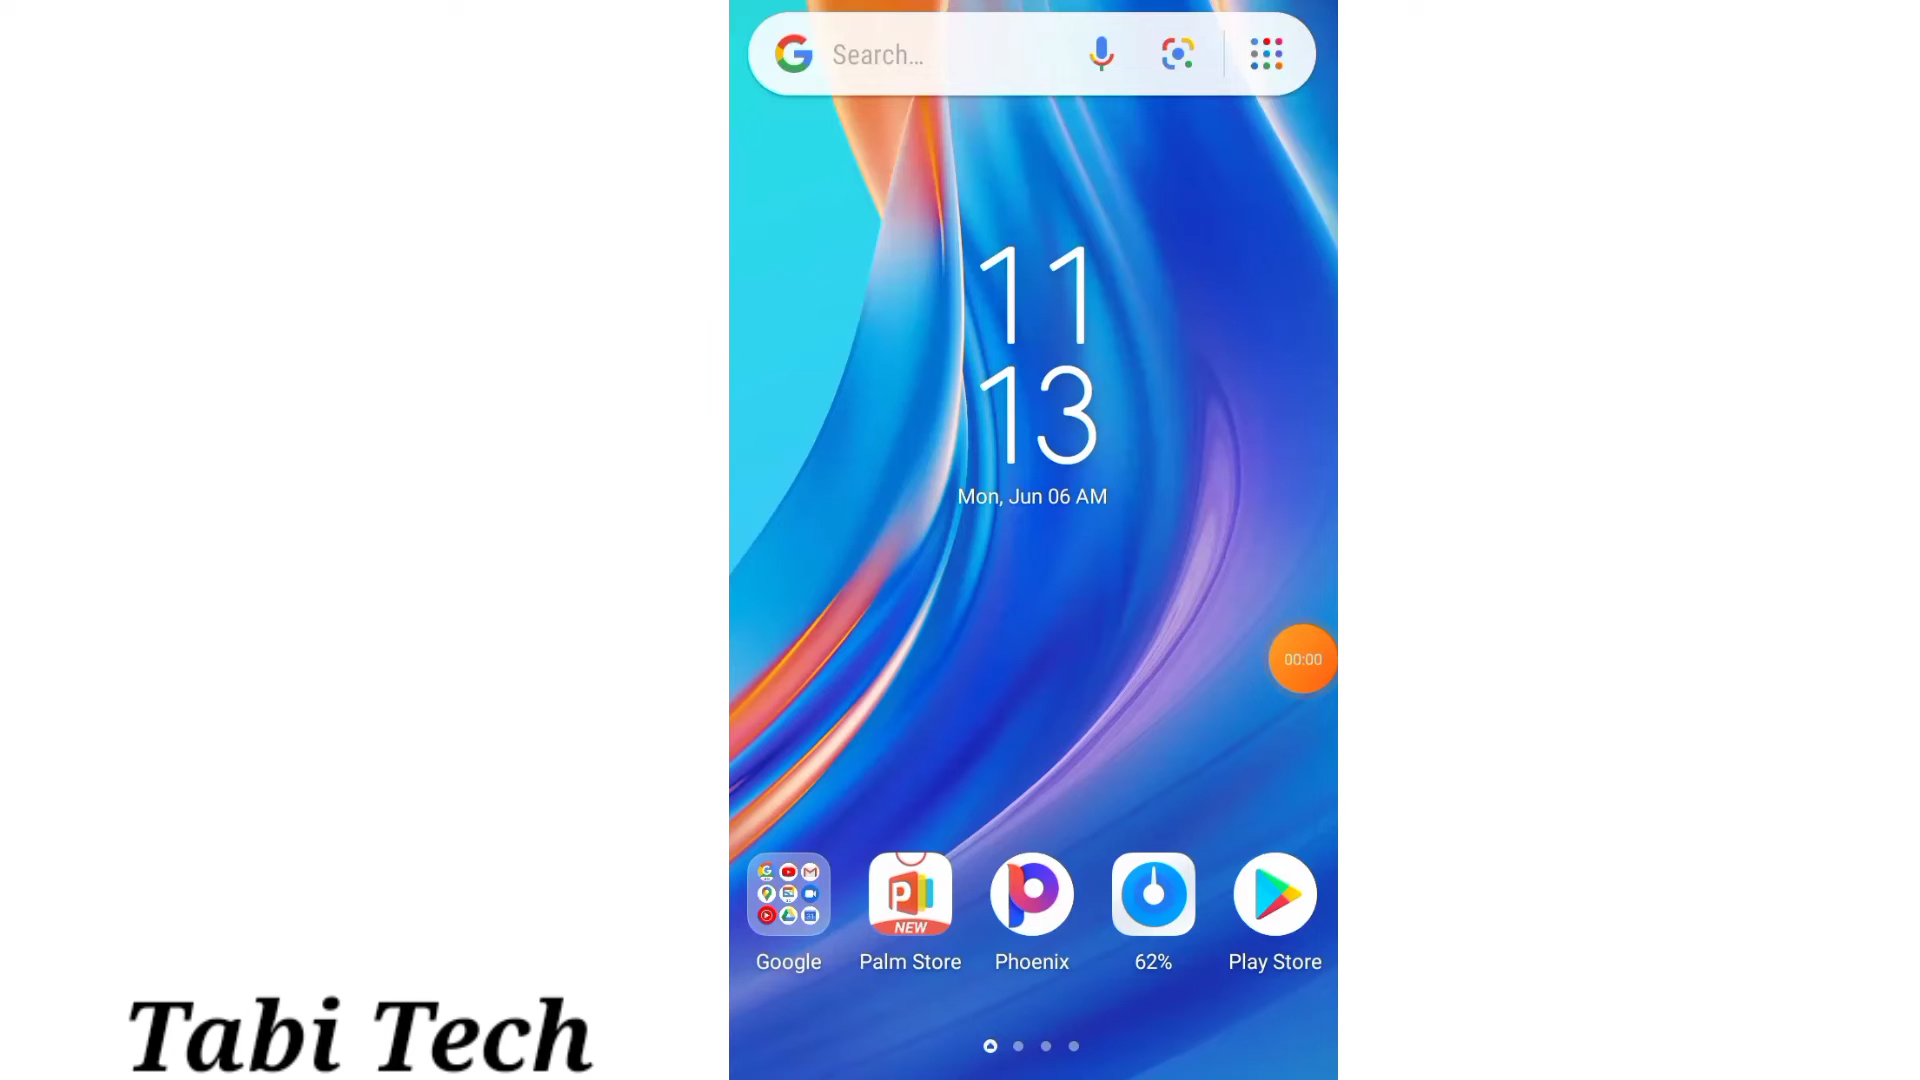 Search...
11
13
Mon, Jun 06 AM
00:00
NEW
Google Palm Store Phoenix 62% Play Store
Tabi Tech